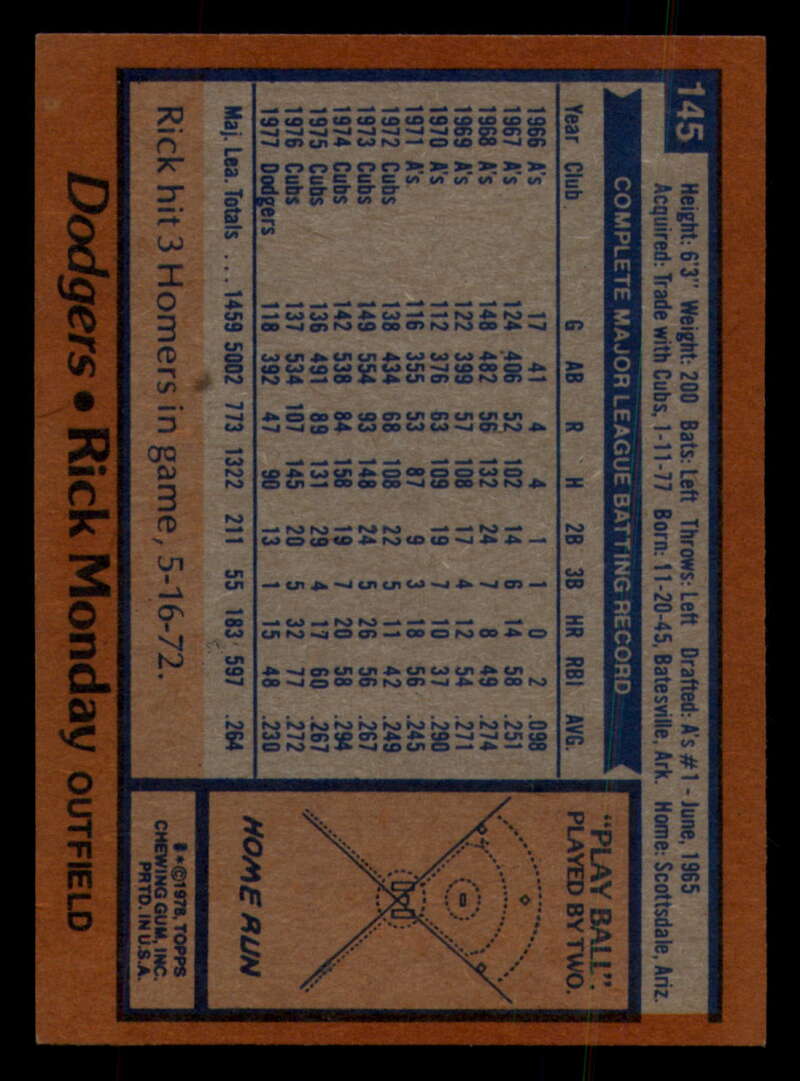 145
Height: 6'3" Weight: 200 Bats: Left Throws: Left Drafted: A's #1 - June, 1965
Acquired: Trade with Cubs, 1-11-77 Born: 11-20-45, Batesville, Ark. Home: Scottsdale, Ariz.
COMPLETE MAJOR LEAGUE BATTING RECORD
Year Club G AB R H 2B 3B HR RBI AVG.
1966 A's 17 41 4 4 1 1 0 2 .098
1967 A's 124 406 52 102 14 6 14 58 .251
1968 A's 148 482 56 132 24 7 8 49 .274
1969 A's 122 399 57 108 17 4 12 54 .271
1970 A's 112 376 63 109 19 7 10 37 .290
1971 A's 116 355 53 87 9 3 18 56 .245
1972 Cubs 138 434 68 108 22 5 11 42 .249
1973 Cubs 149 554 93 148 24 5 26 56 .267
1974 Cubs 142 538 84 158 19 7 20 58 .294
1975 Cubs 136 491 89 131 29 4 17 60 .267
1976 Cubs 137 534 107 145 20 5 32 77 .272
1977 Dodgers 118 392 47 90 13 1 15 48 .230
Maj. Lea. Totals . . . 1459 5002 773 1322 211 55 183 597 .264
Rick hit 3 Homers in game, 5-16-72.
"PLAY BALL".
PLAYED BY TWO.
HOME RUN
*©1978, TOPPS
CHEWING GUM, INC.
PRTD. IN U.S.A.
Dodgers • Rick Monday OUTFIELD